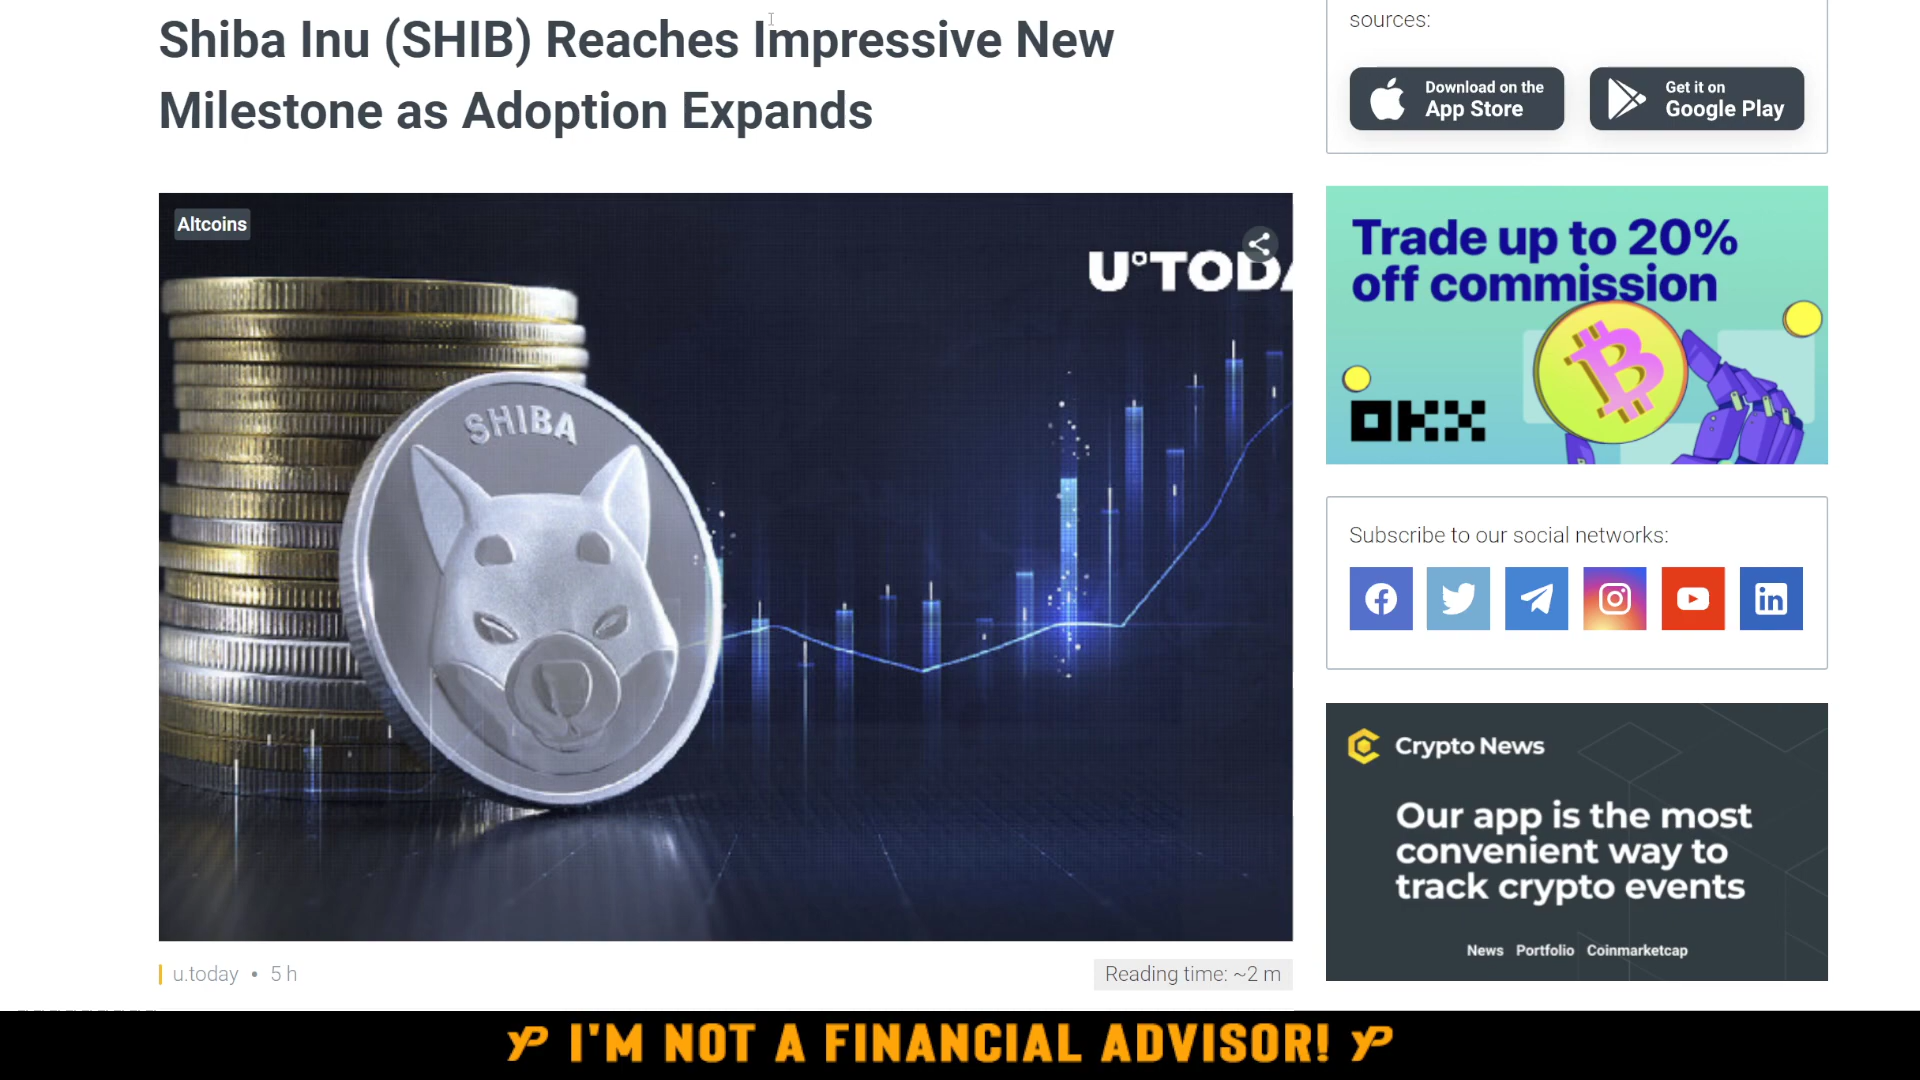 Shiba Inu (SHIB) Reaches Impressive New
Milestone as Adoption Expands
Altcoins
U°TODA
SHIBA
u.today • 5 h
Reading time: ~2 m
sources:
Download on the
App Store
Get it on
Google Play
Trade up to 20%
off commission
OKX
Subscribe to our social networks:
Crypto News
Our app is the most
convenient way to
track crypto events
News Portfolio Coinmarketcap
I'M NOT A FINANCIAL ADVISOR!